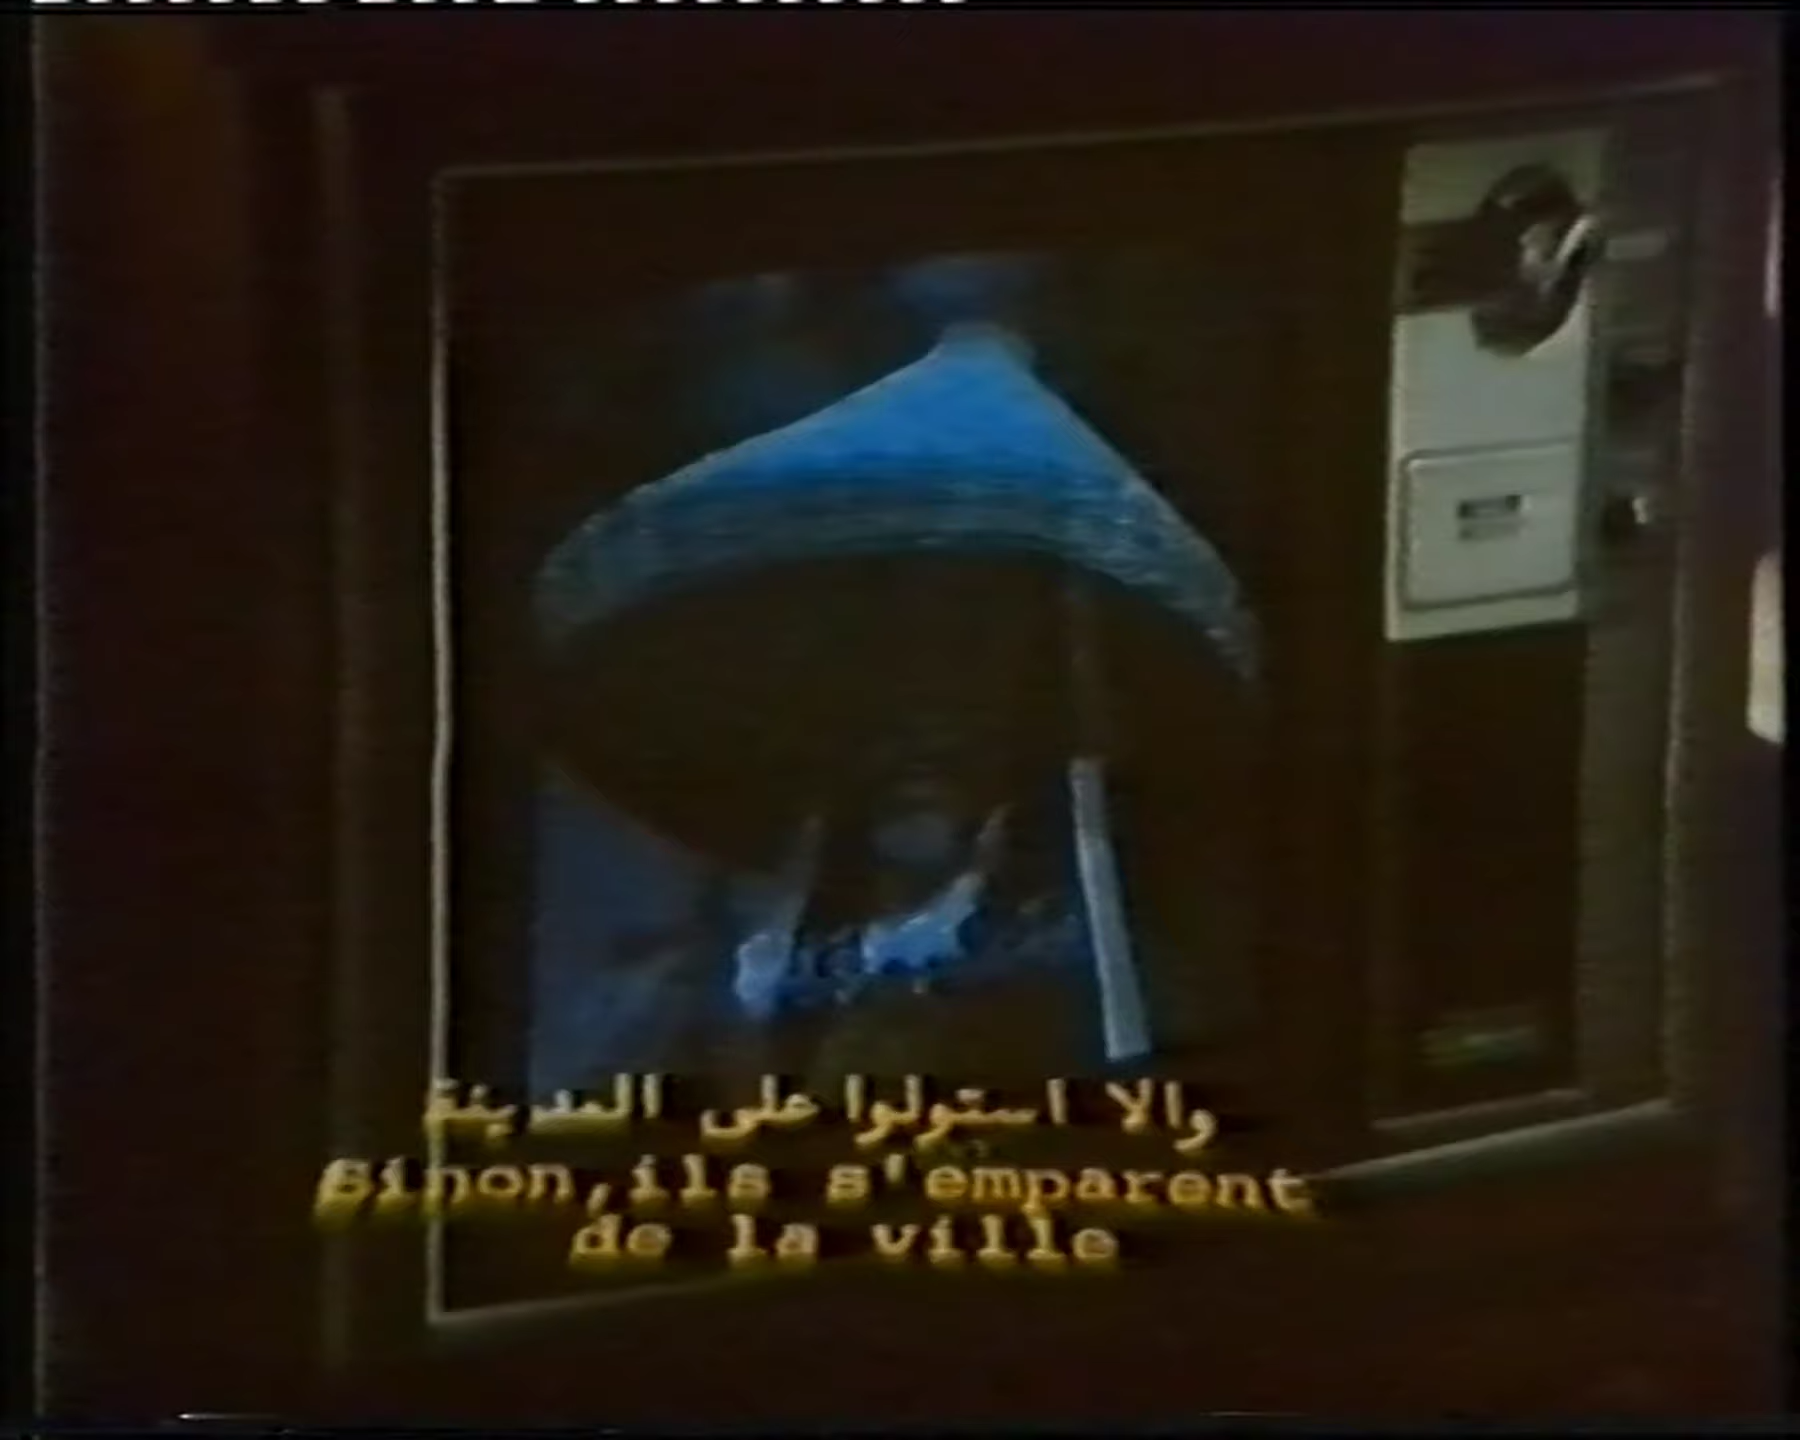 والا استولوا على المدينة
Sinon,ils s'emparent
de la ville